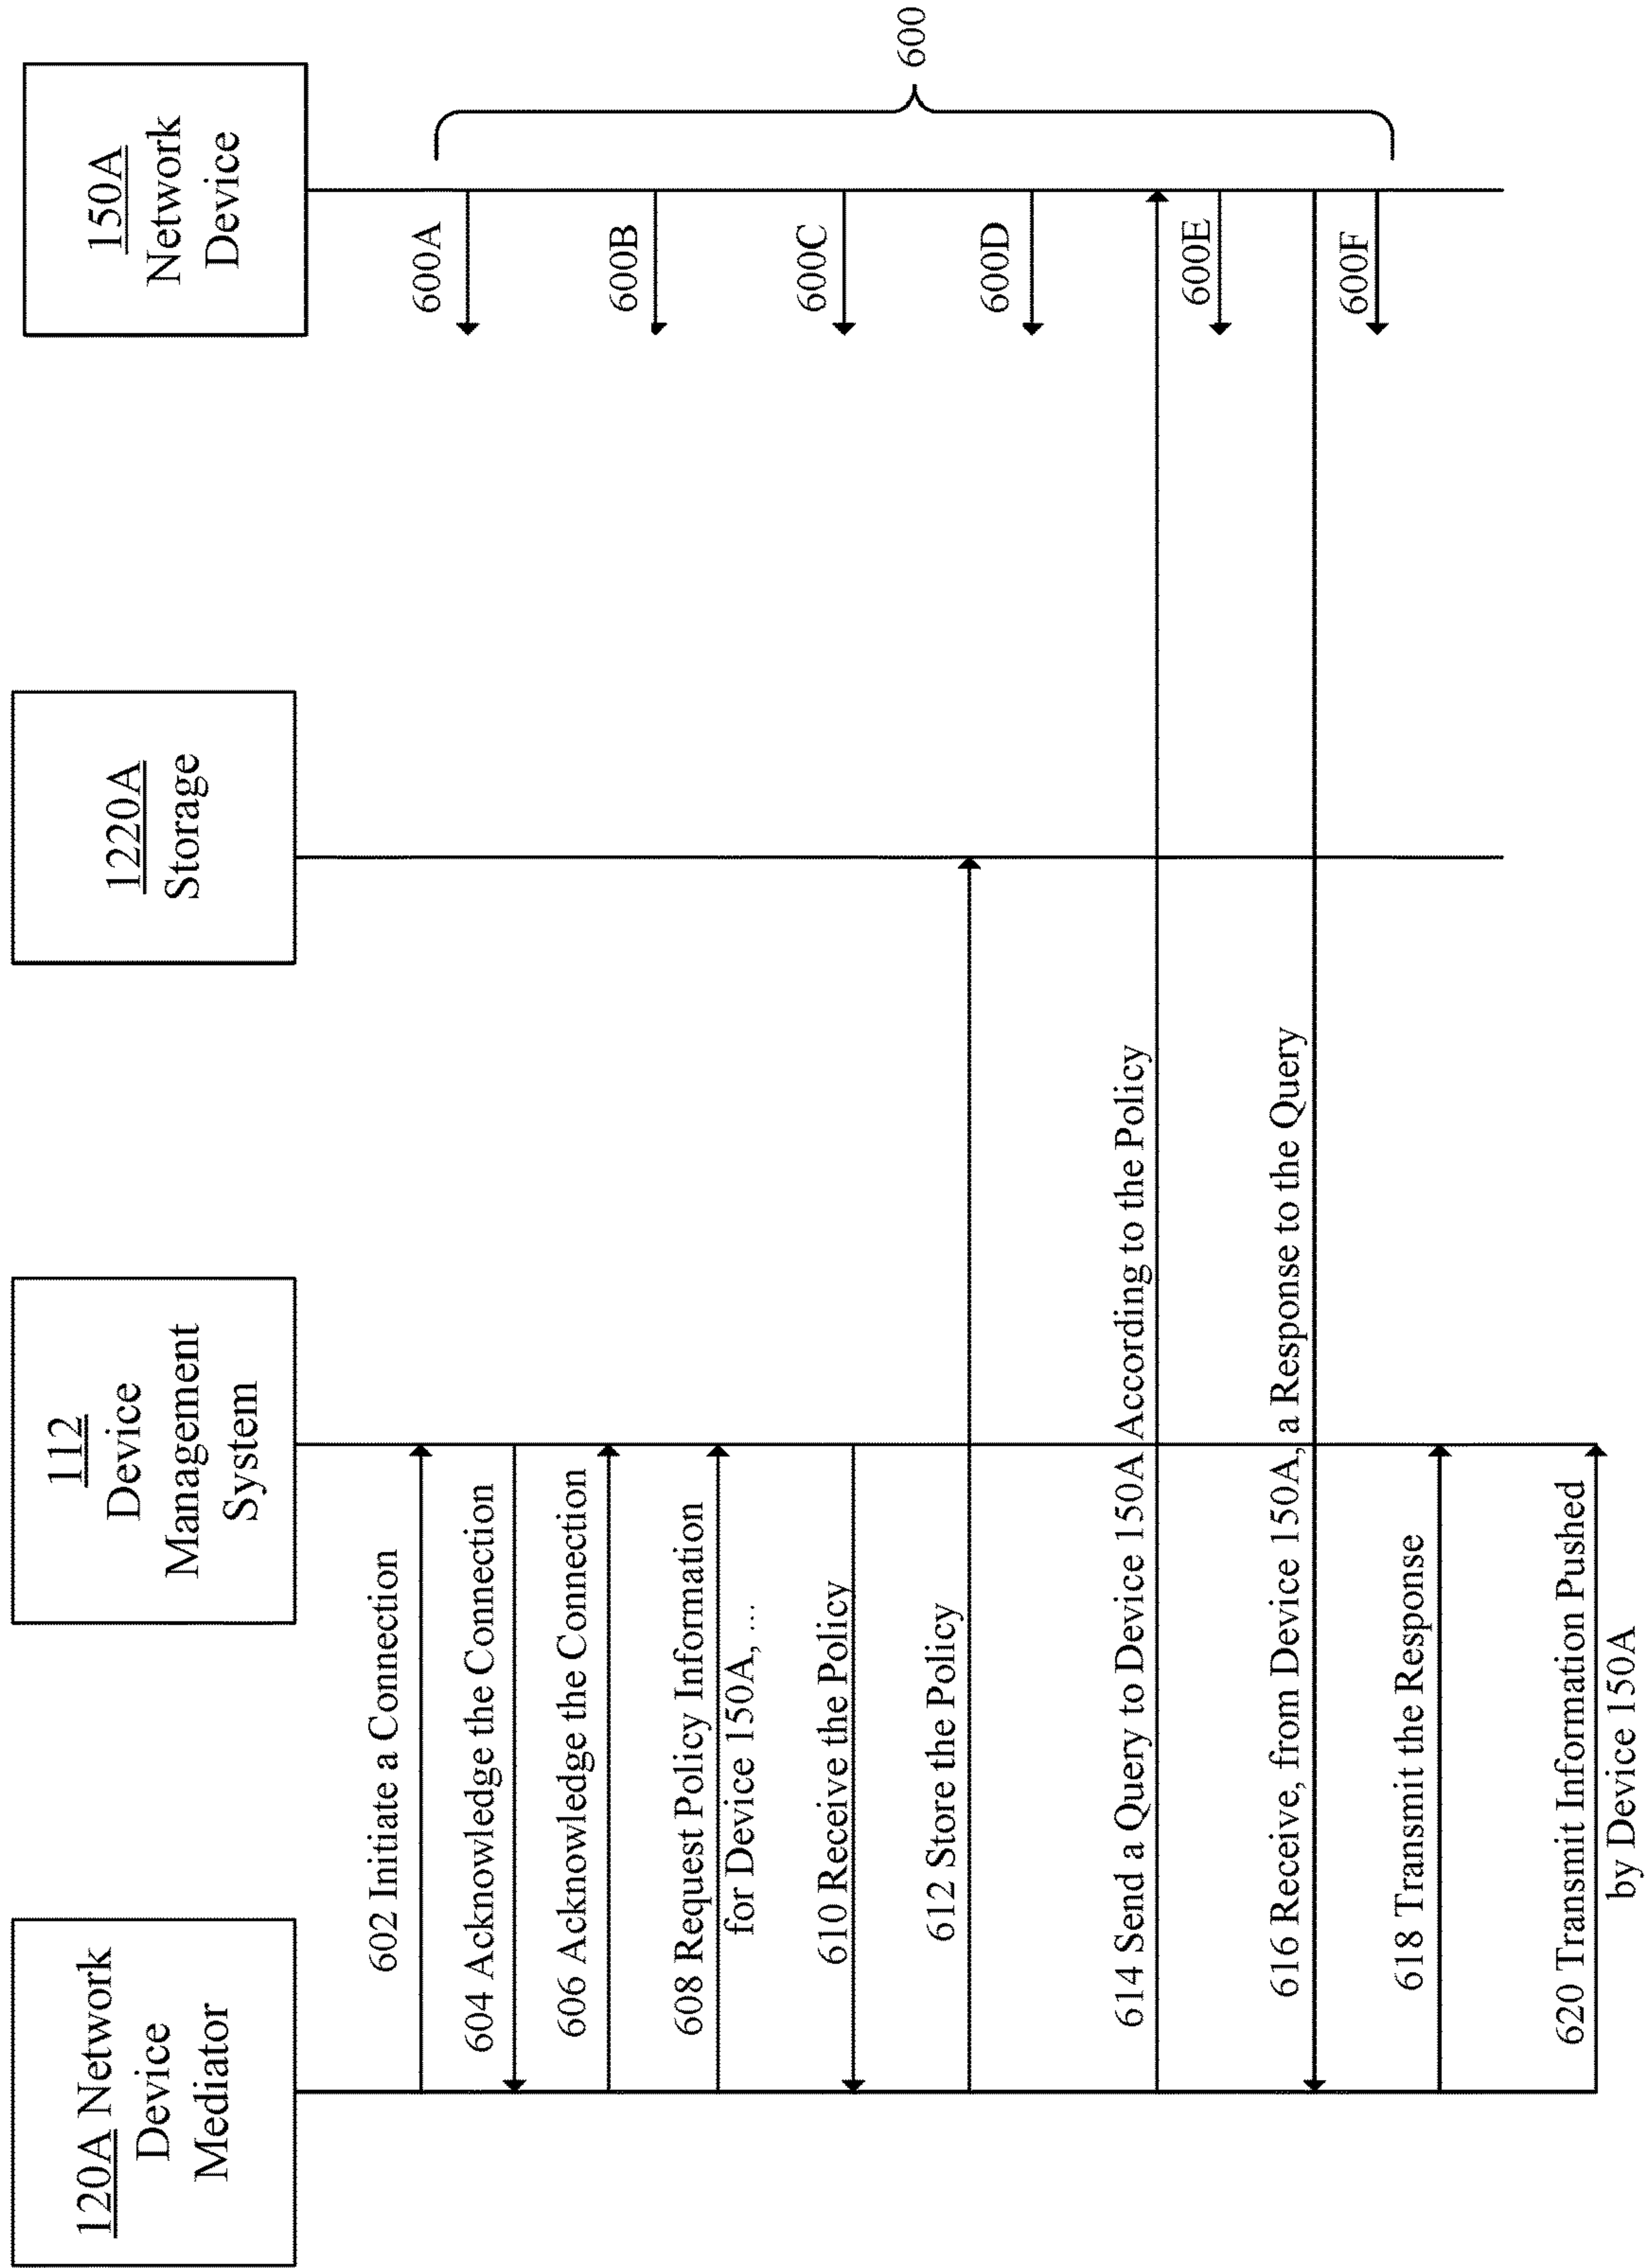 120A Network
Device
Mediator
112
Device
Management
System
1220A
Storage
150A
Network
Device
602 Initiate a Connection
604 Acknowledge the Connection
606 Acknowledge the Connection
608 Request Policy Information
for Device 150A, ...
610 Receive the Policy
612 Store the Policy
614 Send a Query to Device 150A According to the Policy
616 Receive, from Device 150A, a Response to the Query
618 Transmit the Response
620 Transmit Information Pushed
by Device 150A
600A
600B
600C
600D
600E
600F
600